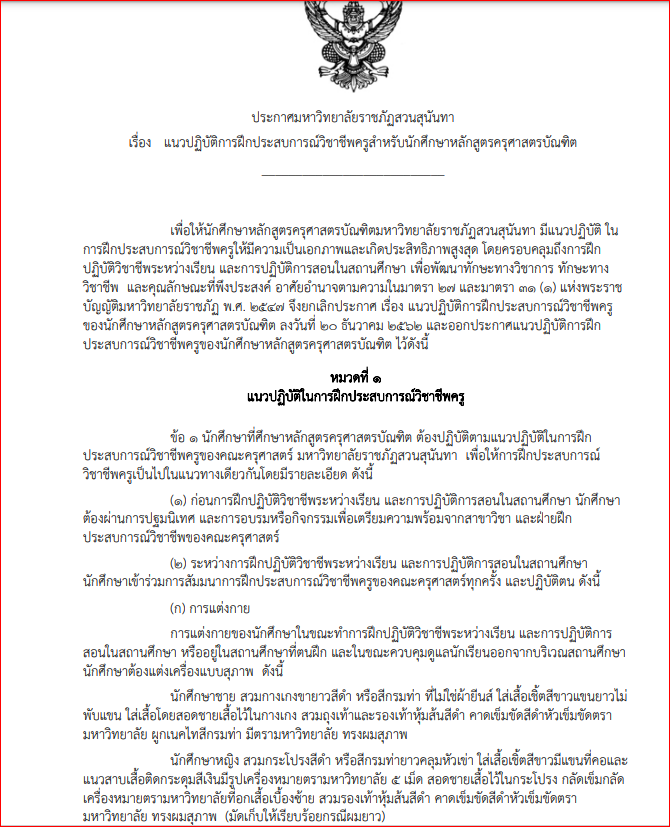 ประกาศมหาวิทยาลัยราชภัฏสวนสุนันทา
เรื่อง แนวปฏิบัติการฝึกประสบการณ์วิชาชีพครูสำหรับนักศึกษาหลักสูตรครุศาสตรบัณฑิต
เพื่อให้นักศึกษาหลักสูตรครุศาสตรบัณฑิตมหาวิทยาลัยราชภัฏสวนสุนันทา มีแนวปฏิบัติ ใน
การฝึกประสบการณ์วิชาชีพครูให้มีความเป็นเอกภาพและเกิดประสิทธิภาพสูงสุด โดยครอบคลุมถึงการฝึก
ปฏิบัติวิชาชีพระหว่างเรียน และการปฏิบัติการสอนในสถานศึกษา เพื่อพัฒนาทักษะทางวิชาการ ทักษะทาง
วิชาชีพ และคุณลักษณะที่พึงประสงค์ อาศัยอำนาจตามความในมาตรา ๒๗ และมาตรา ๓๑ (๑) แห่งพระราช
บัญญัติมหาวิทยาลัยราชภัฏ พ.ศ. ๒๕๔๗ จึงยกเลิกประกาศ เรื่อง แนวปฏิบัติการฝึกประสบการณ์วิชาชีพครู
ของนักศึกษาหลักสูตรครุศาสตรบัณฑิต ลงวันที่ ๒๐ ธันวาคม ๒๕๖๒ และออกประกาศแนวปฏิบัติการฝึก
ประสบการณ์วิชาชีพครูของนักศึกษาหลักสูตรครุศาสตรบัณฑิต ไว้ดังนี้
หมวดที่ ๑
แนวปฏิบัติในการฝึกประสบการณ์วิชาชีพครู
ข้อ ๑ นักศึกษาที่ศึกษาหลักสูตรครุศาสตรบัณฑิต ต้องปฏิบัติตามแนวปฏิบัติในการฝึก
ประสบการณ์วิชาชีพครูของคณะครุศาสตร์ มหาวิทยาลัยราชภัฏสวนสุนันทา เพื่อให้การฝึกประสบการณ์
วิชาชีพครูเป็นไปในแนวทางเดียวกันโดยมีรายละเอียด ดังนี้
(๑) ก่อนการฝึกปฏิบัติวิชาชีพระหว่างเรียน และการปฏิบัติการสอนในสถานศึกษา นักศึกษา
ต้องผ่านการปฐมนิเทศ และการอบรมหรือกิจกรรมเพื่อเตรียมความพร้อมจากสาขาวิชา และฝ่ายฝึก
ประสบการณ์วิชาชีพของคณะครุศาสตร์
(๒) ระหว่างการฝึกปฏิบัติวิชาชีพระหว่างเรียน และการปฏิบัติการสอนในสถานศึกษา
นักศึกษาเข้าร่วมการสัมมนาการฝึกประสบการณ์วิชาชีพครูของคณะครุศาสตร์ทุกครั้ง และปฏิบัติตน ดังนี้
(ก) การแต่งกาย
การแต่งกายของนักศึกษาในขณะทำการฝึกปฏิบัติวิชาชีพระหว่างเรียน และการปฏิบัติการ
สอนในสถานศึกษา หรืออยู่ในสถานศึกษาที่ตนฝึก และในขณะควบคุมดูแลนักเรียนออกจากบริเวณสถานศึกษา
นักศึกษาต้องแต่งเครื่องแบบสุภาพ ดังนี้
นักศึกษาชาย สวมกางเกงขายาวสีดำ หรือสีกรมท่า ที่ไม่ใช่ผ้ายีนส์ ใส่เสื้อเชิ้ตสีขาวแขนยาวไม่
พับแขน ใส่เสื้อโดยสอดชายเสื้อไว้ในกางเกง สวมถุงเท้าและรองเท้าหุ้มส้นสีดำ คาดเข็มขัดสีดำหัวเข็มขัดตรา
มหาวิทยาลัย ผูกเนคไทสีกรมท่า มีตรามหาวิทยาลัย ทรงผมสุภาพ
นักศึกษาหญิง สวมกระโปรงสีดำ หรือสีกรมท่ายาวคลุมหัวเข่า ใส่เสื้อเชิ้ตสีขาวมีแขนที่คอและ
แนวสาบเสื้อติดกระดุมสีเงินมีรูปเครื่องหมายตรามหาวิทยาลัย ๕ เม็ด สอดชายเสื้อไว้ในกระโปรง กลัดเข็มกลัด
เครื่องหมายตรามหาวิทยาลัยที่อกเสื้อเบื้องซ้าย สวมรองเท้าหุ้มส้นสีดำ คาดเข็มขัดสีดำหัวเข็มขัดตรา
มหาวิทยาลัย ทรงผมสุภาพ (มัดเก็บให้เรียบร้อยกรณีผมยาว)